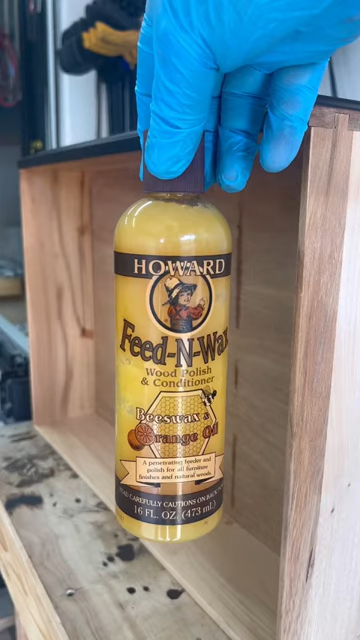 HOWARD
Feed-N-Wax
Wood Polish
& Conditioner
Beeswax &
Orange Oil
A penetrating feeder and
polish for all furniture
finishes and natural woods
READ CAREFULLY CAUTIONS ON BACK
16 FL. OZ. (473 mL)